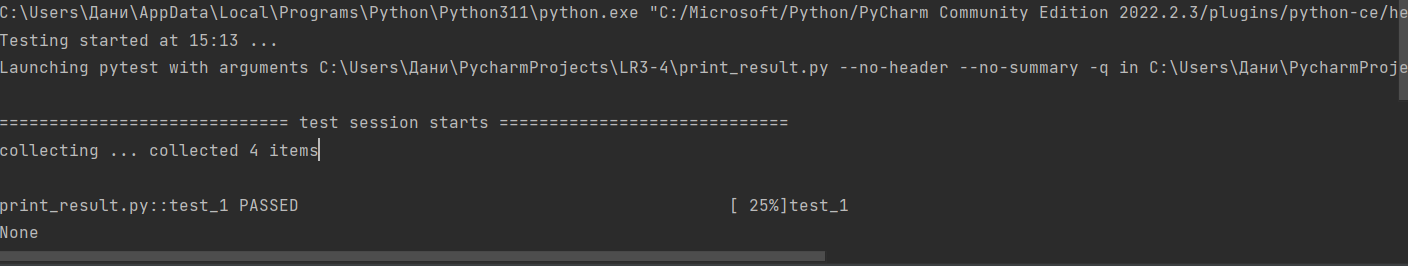 C:\Users\Дани\AppData\Local\Programs\Python\Python311\python.exe "C:/Microsoft/Python/PyCharm Community Edition 2022.2.3/plugins/python-ce/he
Testing started at 15:13 ...
Launching pytest with arguments C:\Users\Дани\PycharmProjects\LR3-4\print_result.py --no-header --no-summary -q in C:\Users\Дани\PycharmProje
============================= test session starts =============================
collecting ... collected 4 items
print_result.py::test_1 PASSED [ 25%]test_1
None